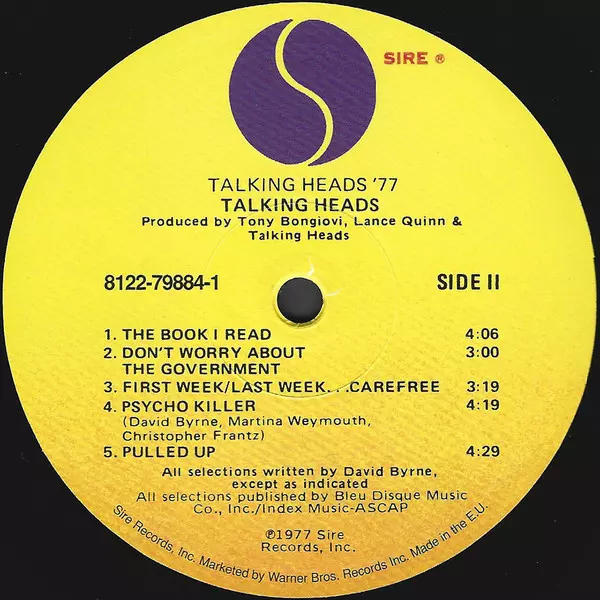 SIRE ®
TALKING HEADS '77
TALKING HEADS
Produced by Tony Bongiovi, Lance Quinn &
Talking Heads
8122-79884-1 SIDE II
1. THE BOOK I READ 4:06
2. DON'T WORRY ABOUT 3:00
THE GOVERNMENT
3. FIRST WEEK/LAST WEEK...CAREFREE 3:19
4. PSYCHO KILLER 4:19
(David Byrne, Martina Weymouth,
Christopher Frantz)
5. PULLED UP 4:29
All selections written by David Byrne,
except as indicated
All selections published by Bleu Disque Music
Co., Inc./Index Music-ASCAP
℗1977 Sire
Records, Inc.
Sire Records, Inc. Marketed by Warner Bros. Records Inc. Made in the E.U.